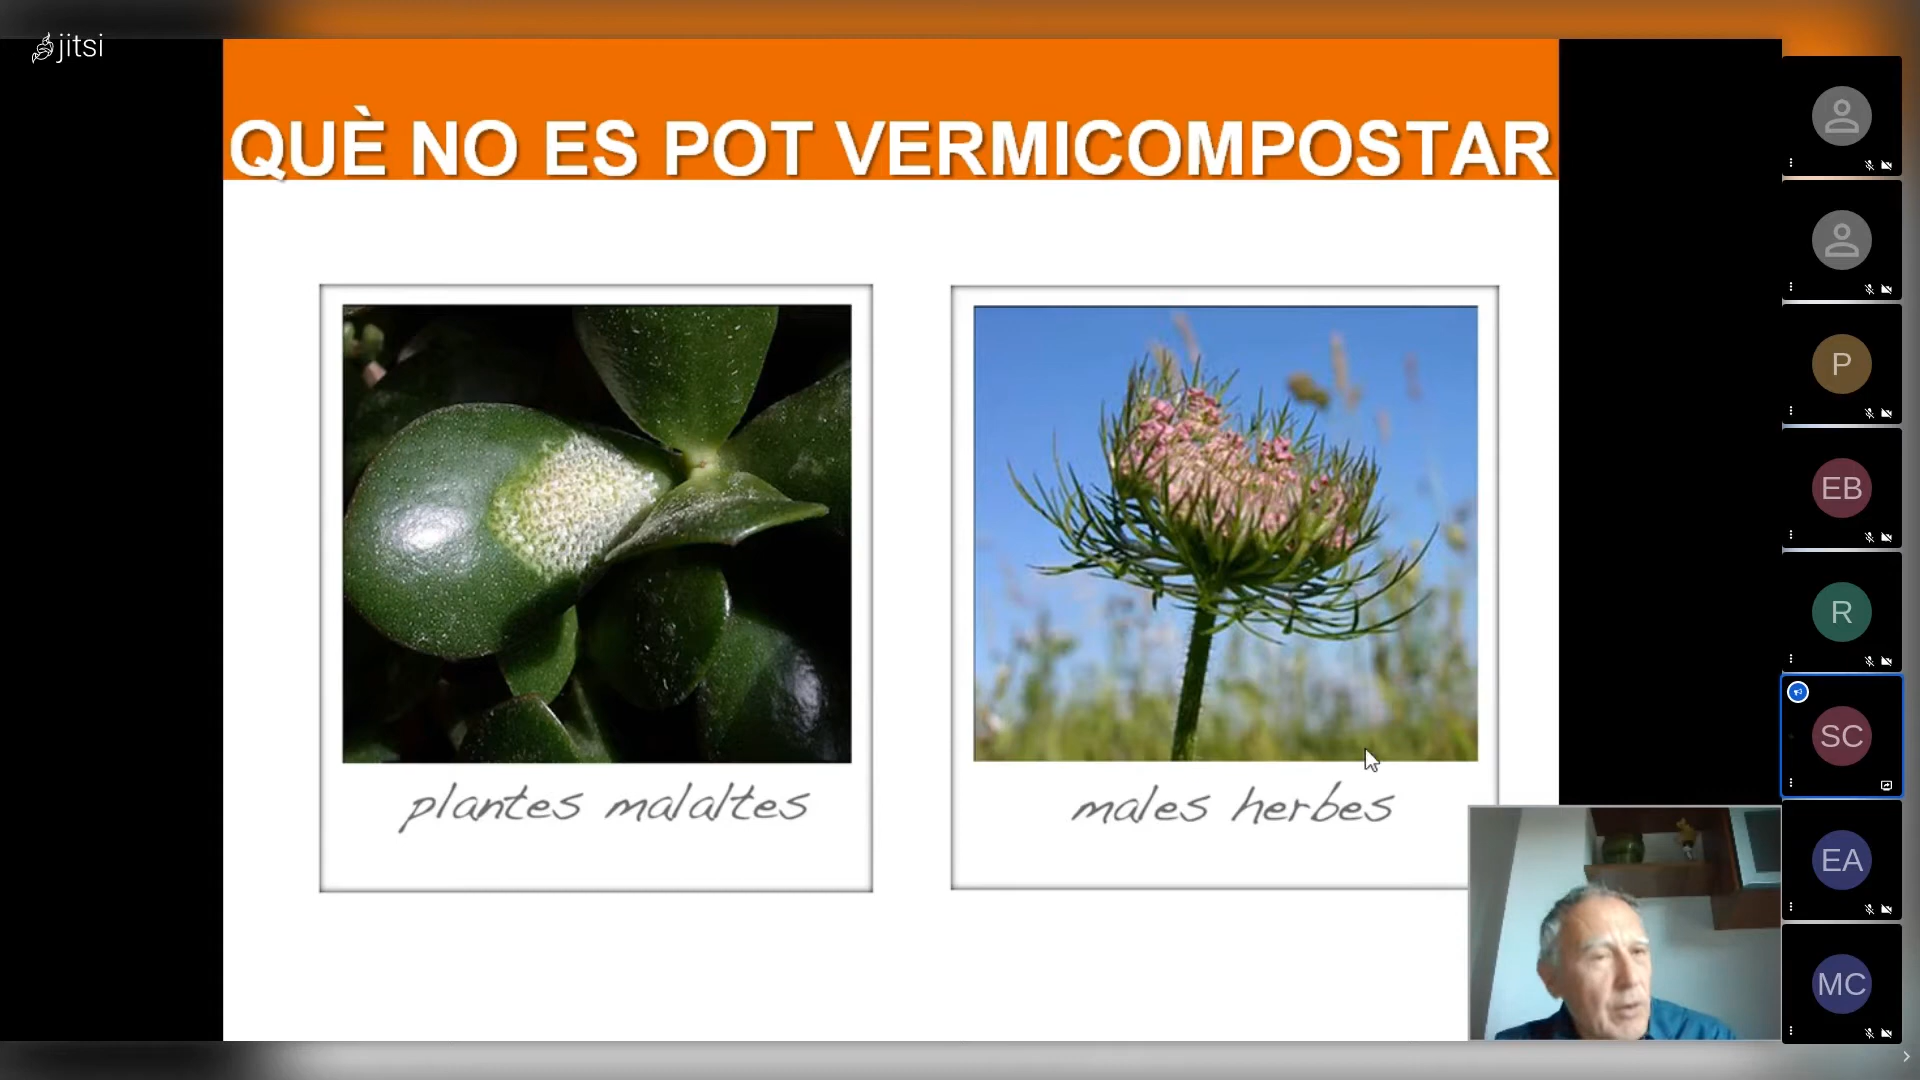 jitsi
QUÈ NO ES POT VERMICOMPOSTAR
plantes malaltes
males herbes
P
EB
R
SC
EA
MC